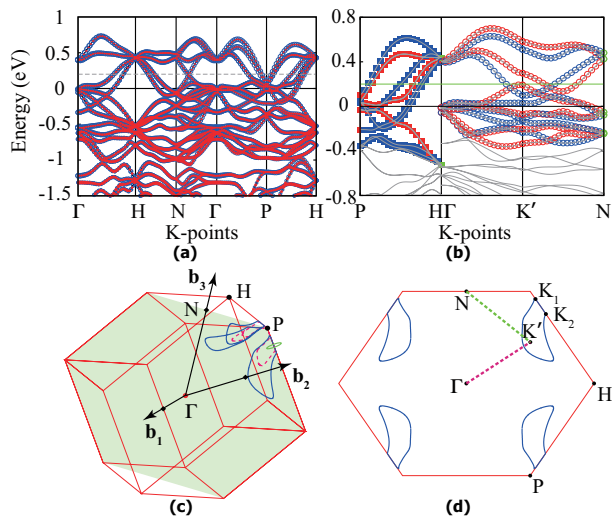 Energy (eV)
1
0.5
0
-0.5
-1
-1.5
Γ H N Γ P H
K-points
(a)
0.8
0.4
0
-0.4
-0.8
P HΓ K′ N
K-points
(b)
b3
H
N
P
b2
Γ
b1
(c)
N K1
K2
K′
Γ
H
P
(d)